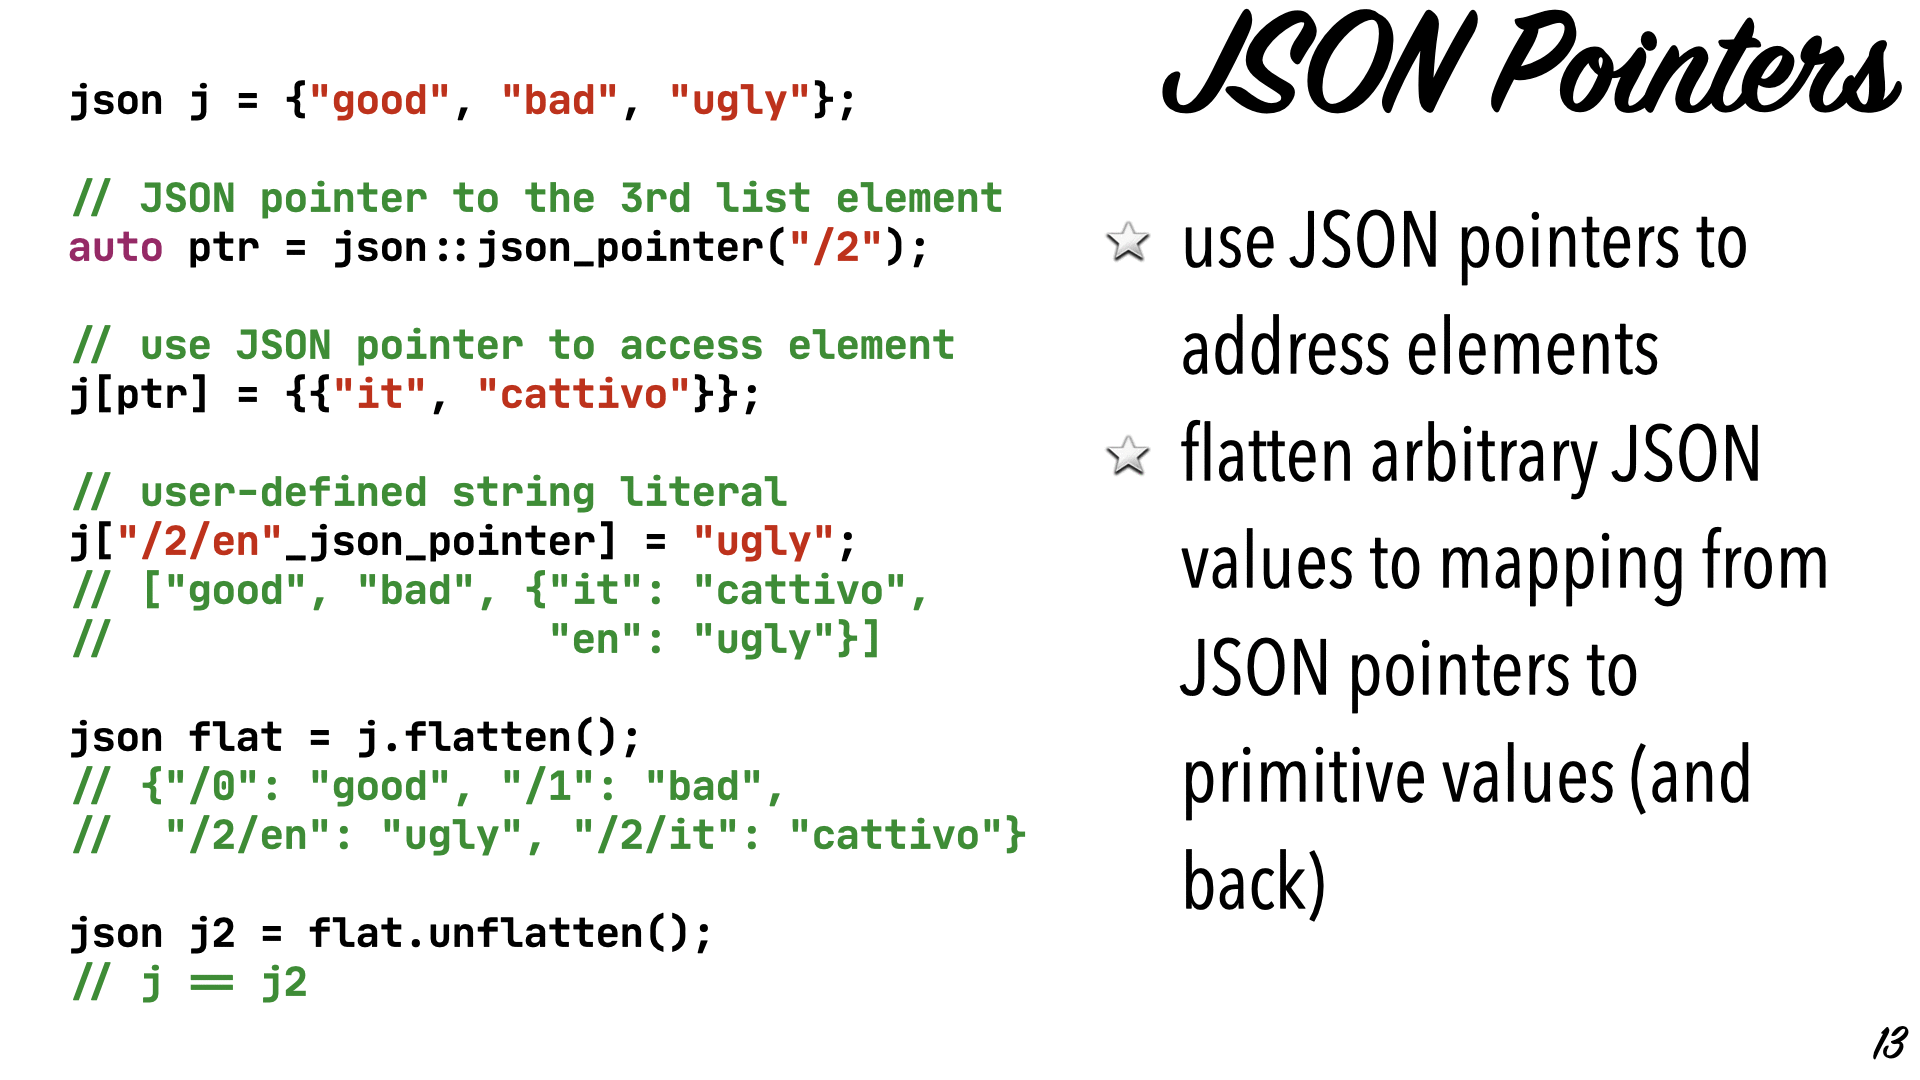 JSON Pointers
json j = {"good", "bad", "ugly"};
// JSON pointer to the 3rd list element
auto ptr = json::json_pointer("/2");
// use JSON pointer to access element
j[ptr] = {{"it", "cattivo"}};
// user-defined string literal
j["/2/en"_json_pointer] = "ugly";
// ["good", "bad", {"it": "cattivo",
//                  "en": "ugly"}]
json flat = j.flatten();
// {"/0": "good", "/1": "bad",
//  "/2/en": "ugly", "/2/it": "cattivo"}
json j2 = flat.unflatten();
// j == j2
use JSON pointers to
address elements
flatten arbitrary JSON
values to mapping from
JSON pointers to
primitive values (and
back)
13